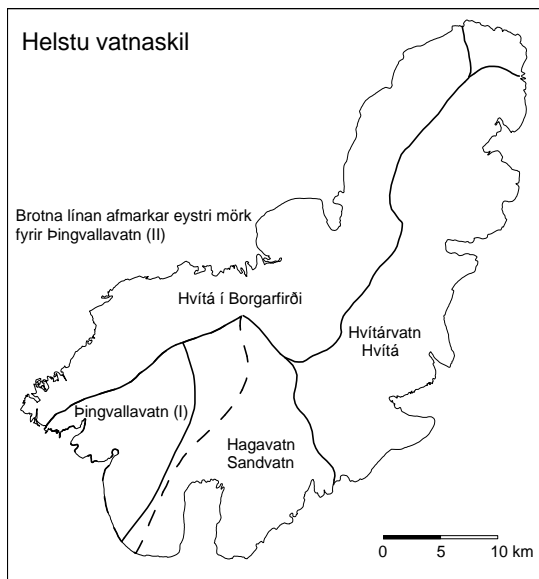 Helstu vatnaskil
Brotna línan afmarkar eystri mörk
fyrir Þingvallavatn (II)
Hvítá í Borgarfirði
Hvítárvatn
Hvítá
Þingvallavatn (I)
Hagavatn
Sandvatn
0 5 10 km